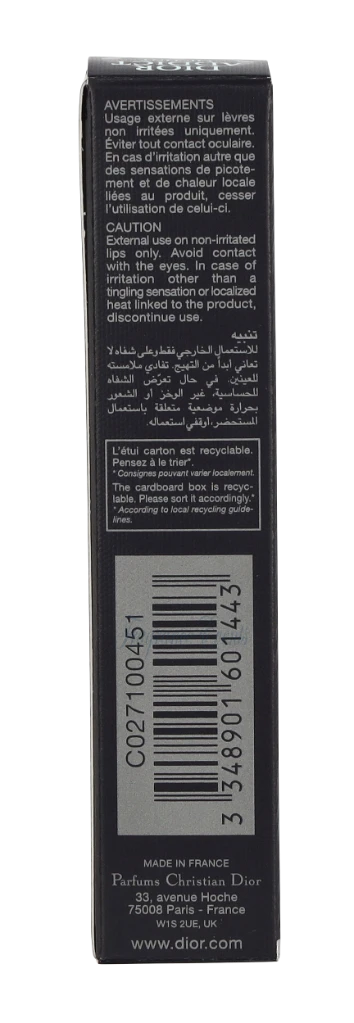 DIOR
ADDICT
AVERTISSEMENTS
Usage externe sur lèvres
non irritées uniquement.
Éviter tout contact oculaire.
En cas d'irritation autre que
des sensations de picote-
ment et de chaleur locale
liées au produit, cesser
l'utilisation de celui-ci.
CAUTION
External use on non-irritated
lips only. Avoid contact
with the eyes. In case of
irritation other than a
tingling sensation or localized
heat linked to the product,
discontinue use.
تنبيه
للاستعمال الخارجي فقط وعلى شفاه لا
تعاني أبداً من التهيج. تفادي ملامسته
للعينين. في حال تعرّض الشفاه
للحساسية، غير الوخز أو الشعور
بحرارة موضعية متعلقة باستعمال
المستحضر، أوقفي استعماله.
L'étui carton est recyclable.
Pensez à le trier*.
* Consignes pouvant varier localement.
The cardboard box is recyc-
lable. Please sort it accordingly.*
* According to local recycling guide-
lines.
C027100451
3 348901 601443
MADE IN FRANCE
Parfums Christian Dior
33, avenue Hoche
75008 Paris - France
W1S 2UE, UK
www.dior.com